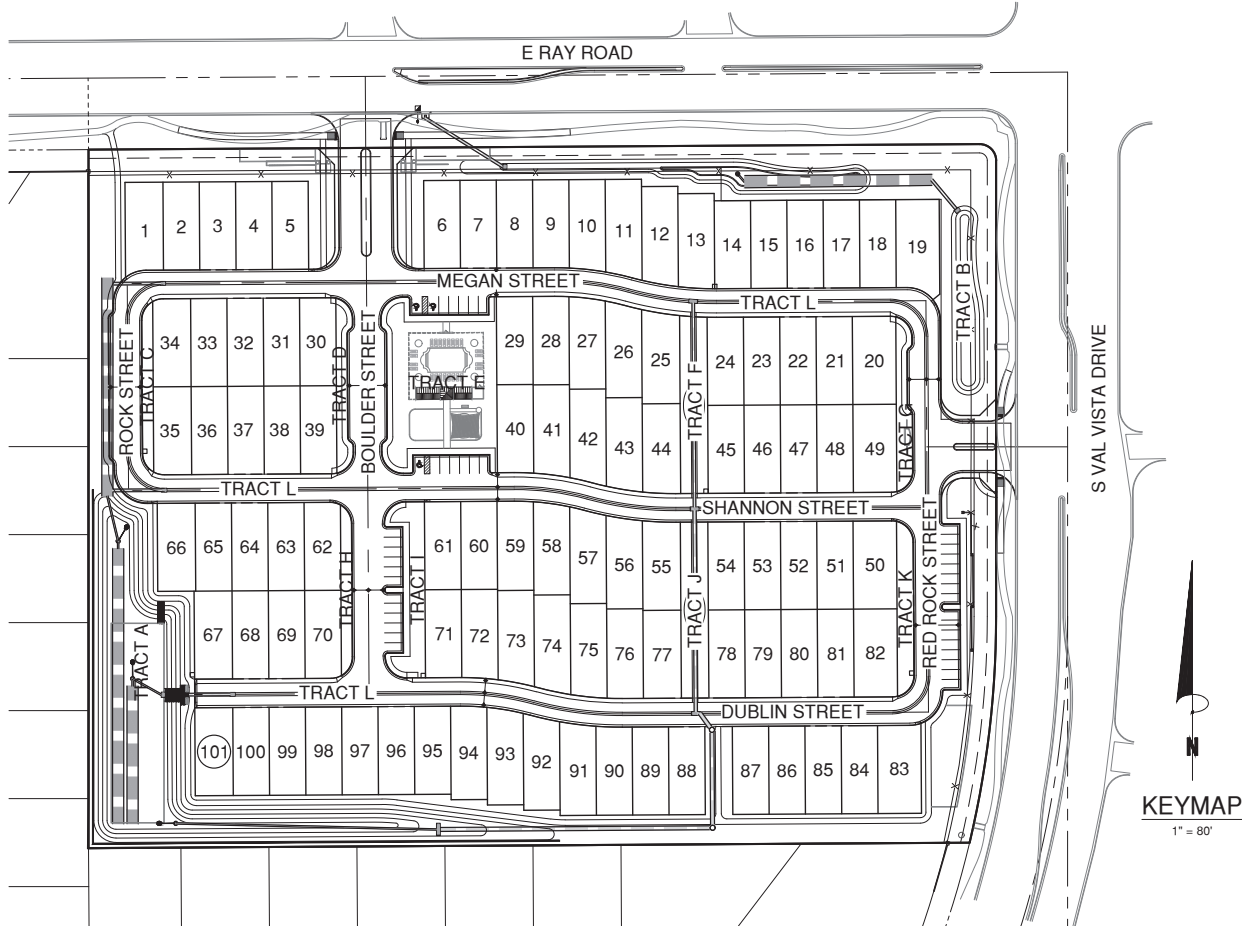 E RAY ROAD
1 2 3 4 5 6 7 8 9 10 11 12 13 14 15 16 17 18 19
MEGAN STREET
TRACT L
TRACT B
ROCK STREET
TRACT C
34 33 32 31 30
TRACT D
BOULDER STREET
TRACT E
29 28 27 26 25
TRACT F
24 23 22 21 20
35 36 37 38 39
40 41 42 43 44
45 46 47 48 49
TRACT
S VAL VISTA DRIVE
TRACT L
SHANNON STREET
RED ROCK STREET
66 65 64 63 62
TRACT H
TRACT I
61 60 59 58 57 56 55
TRACT J
54 53 52 51 50
TRACT K
TRACT A
67 68 69 70
71 72 73 74 75 76 77
78 79 80 81 82
TRACT L
DUBLIN STREET
101 100 99 98 97 96 95 94 93 92 91 90 89 88 87 86 85 84 83
N
KEYMAP
1" = 80'